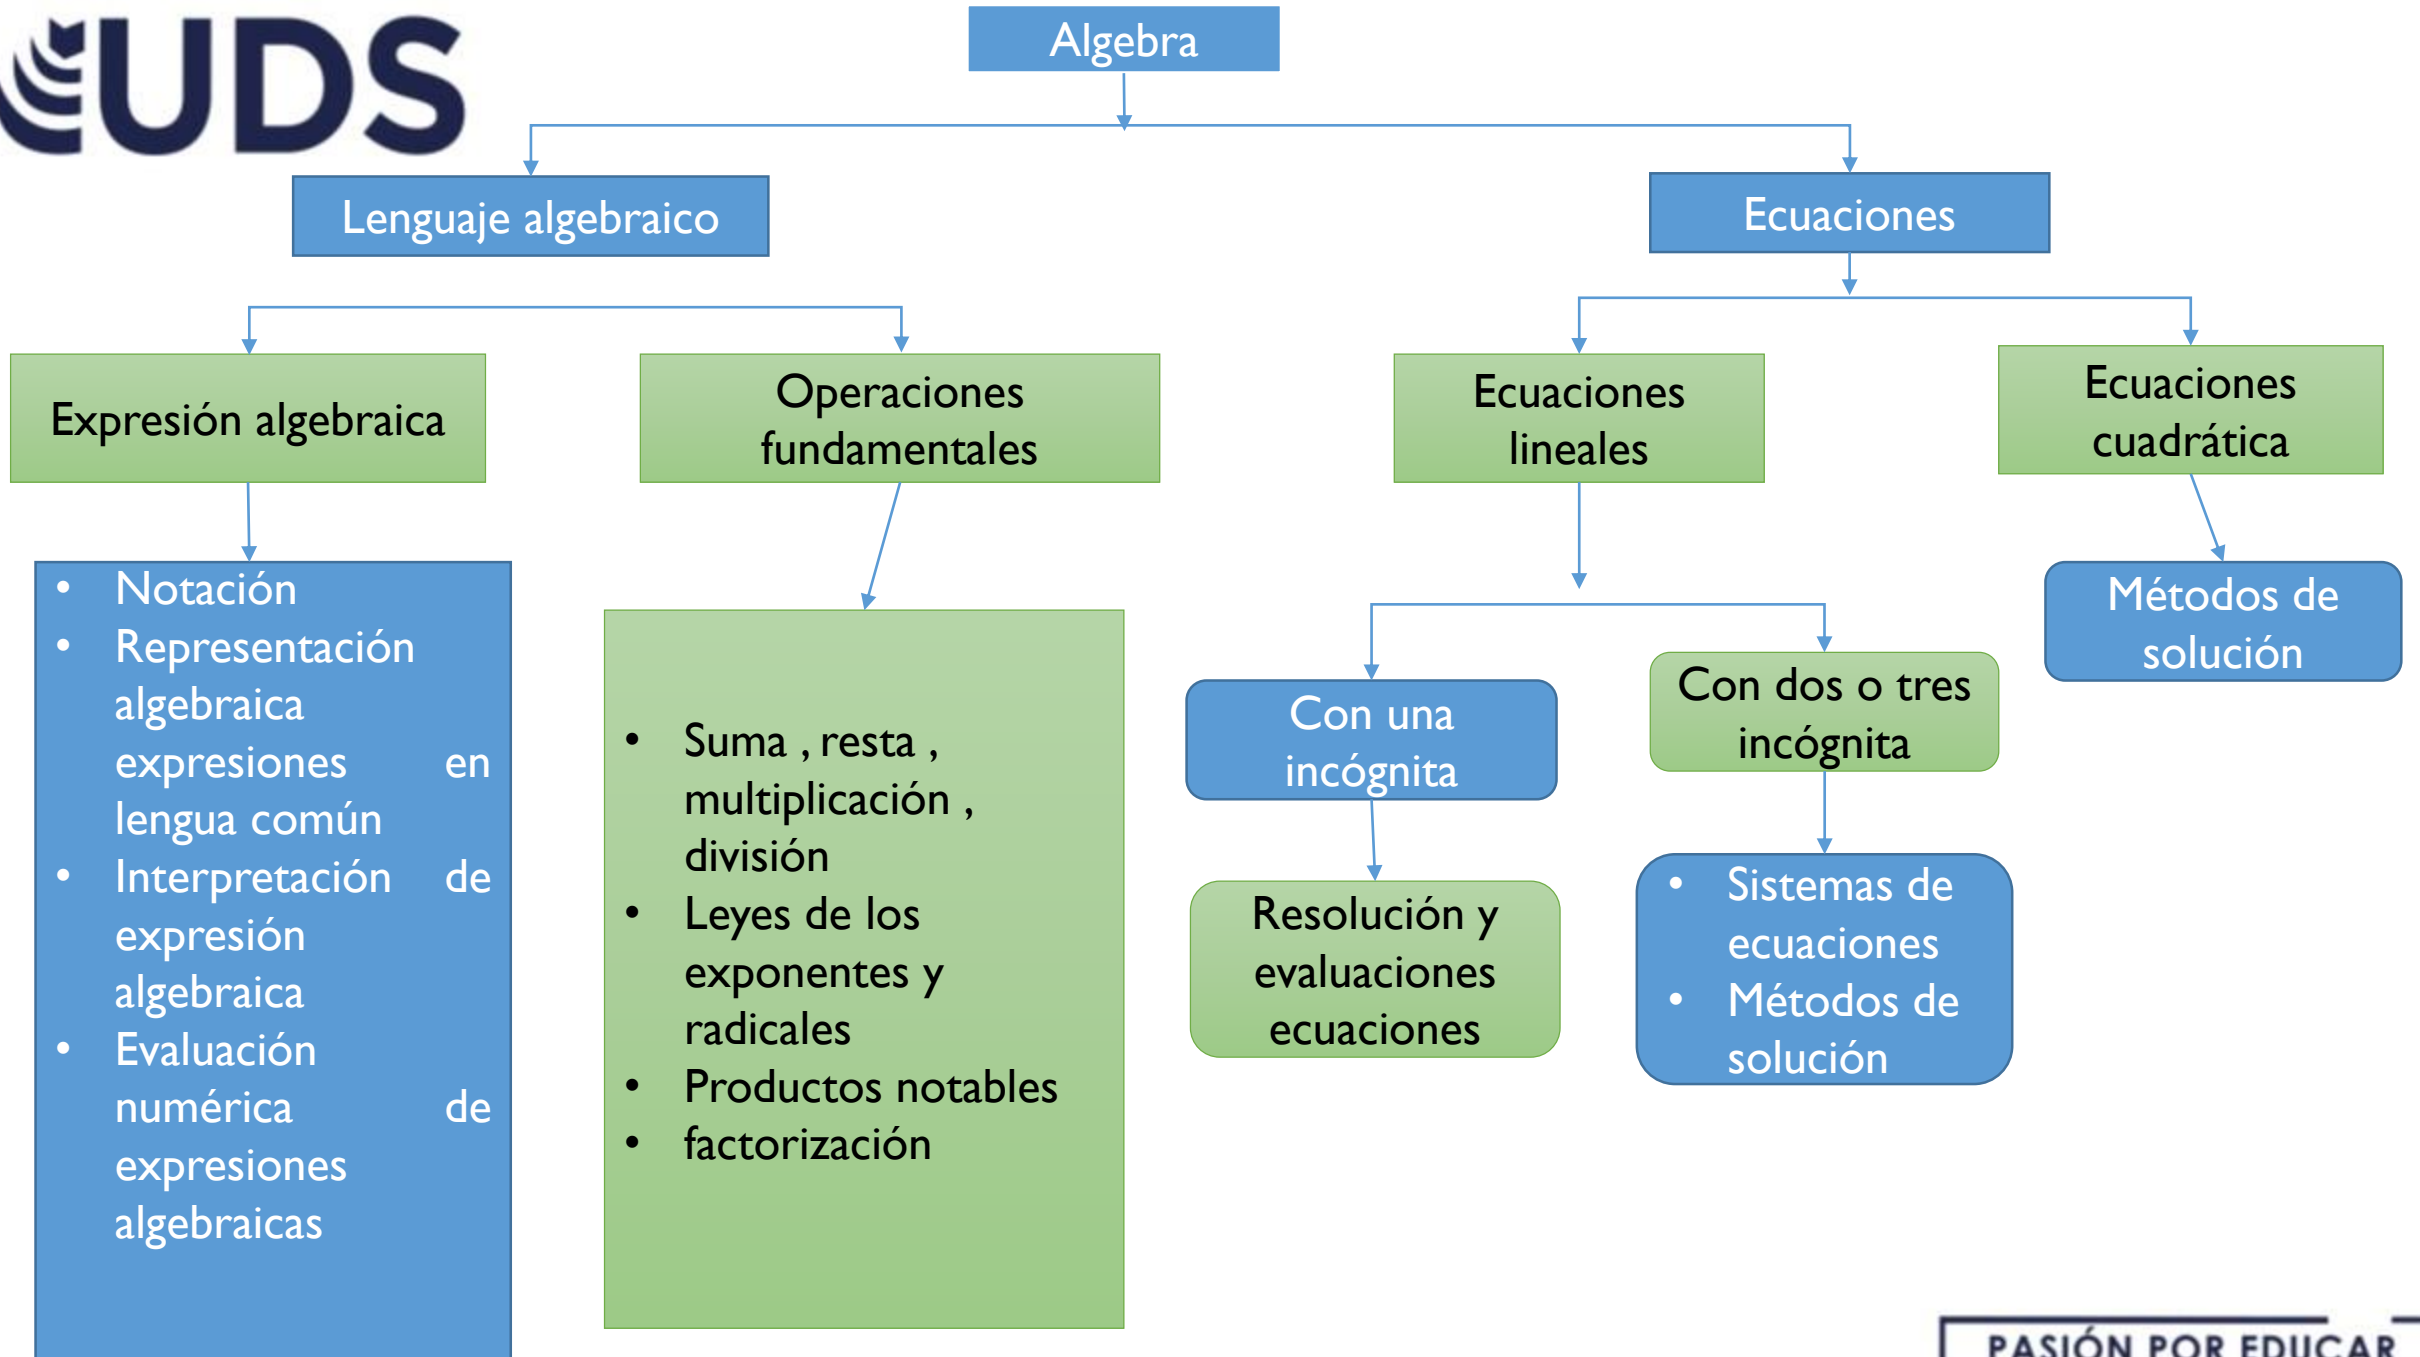 UDS
Algebra
Lenguaje algebraico
Ecuaciones
Expresión algebraica
Operaciones
fundamentales
Ecuaciones
lineales
Ecuaciones
cuadrática
• Notación
• Representación
algebraica
expresiones en
lengua común
• Interpretación de
expresión
algebraica
• Evaluación
numérica de
expresiones
algebraicas
• Suma , resta ,
multiplicación ,
división
• Leyes de los
exponentes y
radicales
• Productos notables
• factorización
Con una
incógnita
Resolución y
evaluaciones
ecuaciones
Con dos o tres
incógnita
• Sistemas de
ecuaciones
• Métodos de
solución
Métodos de
solución
PASIÓN POR EDUCAR